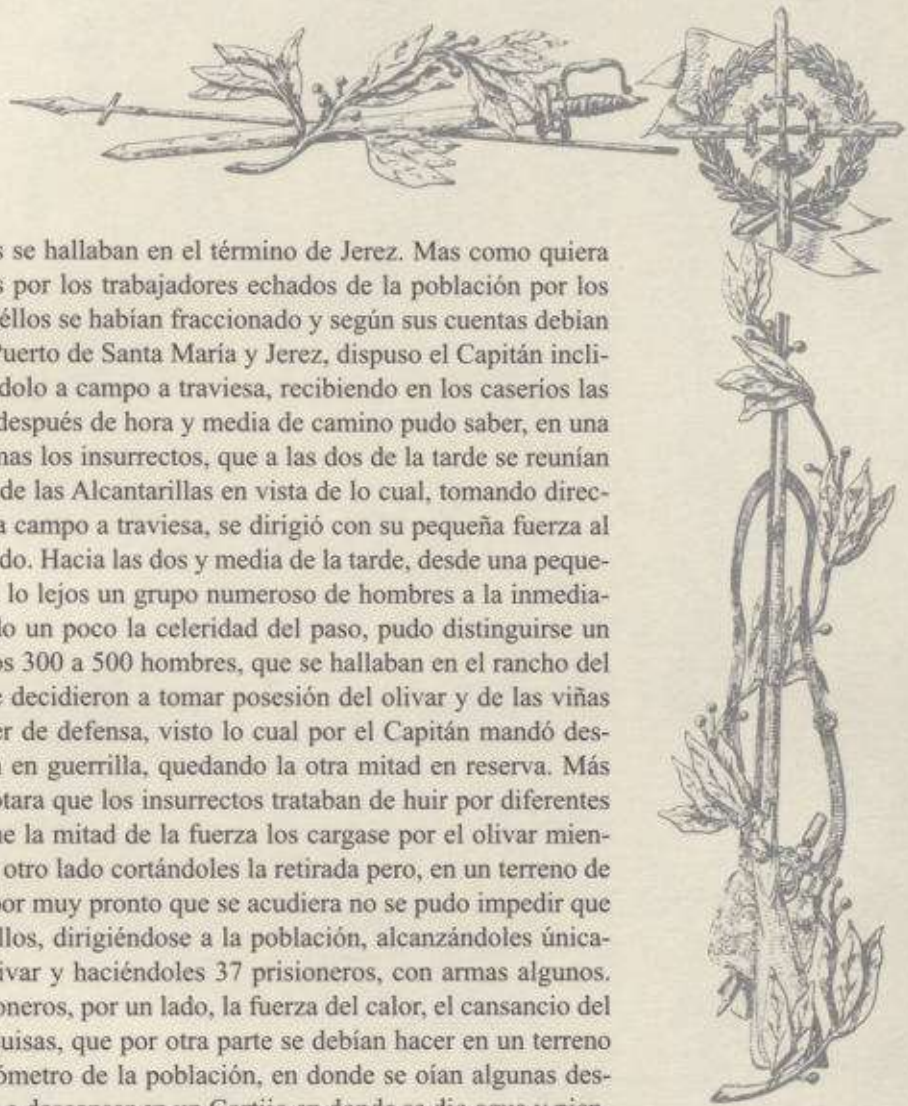 s se hallaban en el término de Jerez. Mas como quiera
s por los trabajadores echados de la población por los
éllos se habían fraccionado y según sus cuentas debían
Puerto de Santa María y Jerez, dispuso el Capitán incli-
dolo a campo a traviesa, recibiendo en los caseríos las
después de hora y media de camino pudo saber, en una
nas los insurrectos, que a las dos de la tarde se reunían
de las Alcantarillas en vista de lo cual, tomando direc-
a campo a traviesa, se dirigió con su pequeña fuerza al
do. Hacia las dos y media de la tarde, desde una peque-
lo lejos un grupo numeroso de hombres a la inmedia-
do un poco la celeridad del paso, pudo distinguirse un
os 300 a 500 hombres, que se hallaban en el rancho del
e decidieron a tomar posesión del olivar y de las viñas
er de defensa, visto lo cual por el Capitán mandó des-
a en guerrilla, quedando la otra mitad en reserva. Más
otara que los insurrectos trataban de huir por diferentes
ue la mitad de la fuerza los cargase por el olivar mien-
otro lado cortándoles la retirada pero, en un terreno de
por muy pronto que se acudiera no se pudo impedir que
llos, dirigiéndose a la población, alcanzándoles única-
ivar y haciéndoles 37 prisioneros, con armas algunos.
oneros, por un lado, la fuerza del calor, el cansancio del
uisas, que por otra parte se debían hacer en un terreno
ómetro de la población, en donde se oían algunas des-